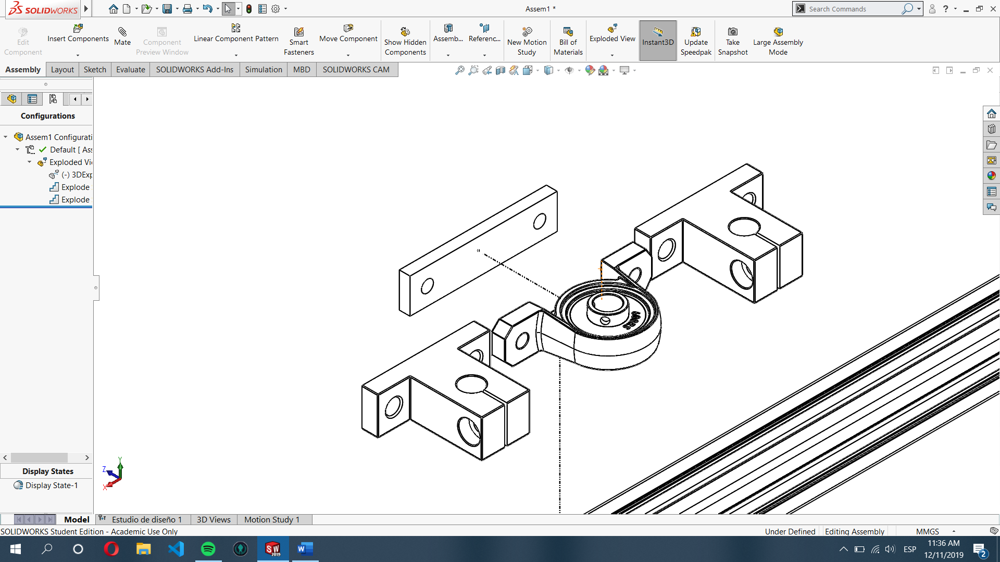 SOLIDWORKS
Assem1 *
Search Commands
?
Edit Component
Insert Components
Mate
Component Preview Window
Linear Component Pattern
Smart Fasteners
Move Component
Show Hidden Components
Assemb...
Referenc...
New Motion Study
Bill of Materials
Exploded View
Instant3D
Update Speedpak
Take Snapshot
Large Assembly Mode
Assembly
Layout
Sketch
Evaluate
SOLIDWORKS Add-Ins
Simulation
MBD
SOLIDWORKS CAM
Configurations
Assem1 Configurati
Default [ Ass
Exploded Vi
(-) 3DExp
Explode
Explode
Display States
Display State-1
Y
Z
X
Model
Estudio de diseño 1
3D Views
Motion Study 1
SOLIDWORKS Student Edition - Academic Use Only
Under Defined
Editing Assembly
MMGS
SW 2019
W
ESP
11:36 AM
12/11/2019
2